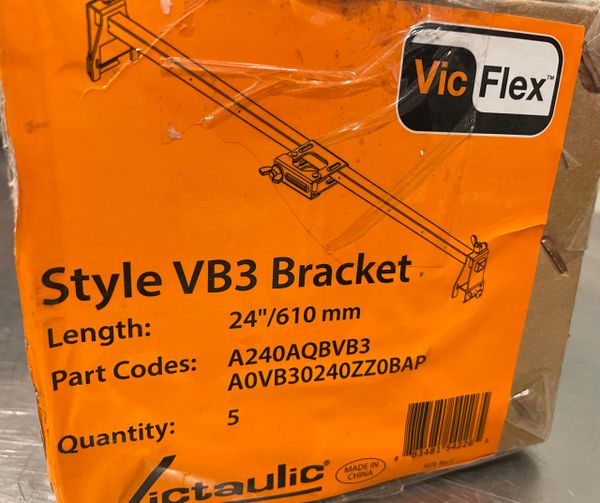 VicFlex™
Style VB3 Bracket
Length: 24"/610 mm
Part Codes: A240AQBVB3
A0VB30240ZZ0BAP
Quantity: 5
Victaulic®
MADE IN CHINA